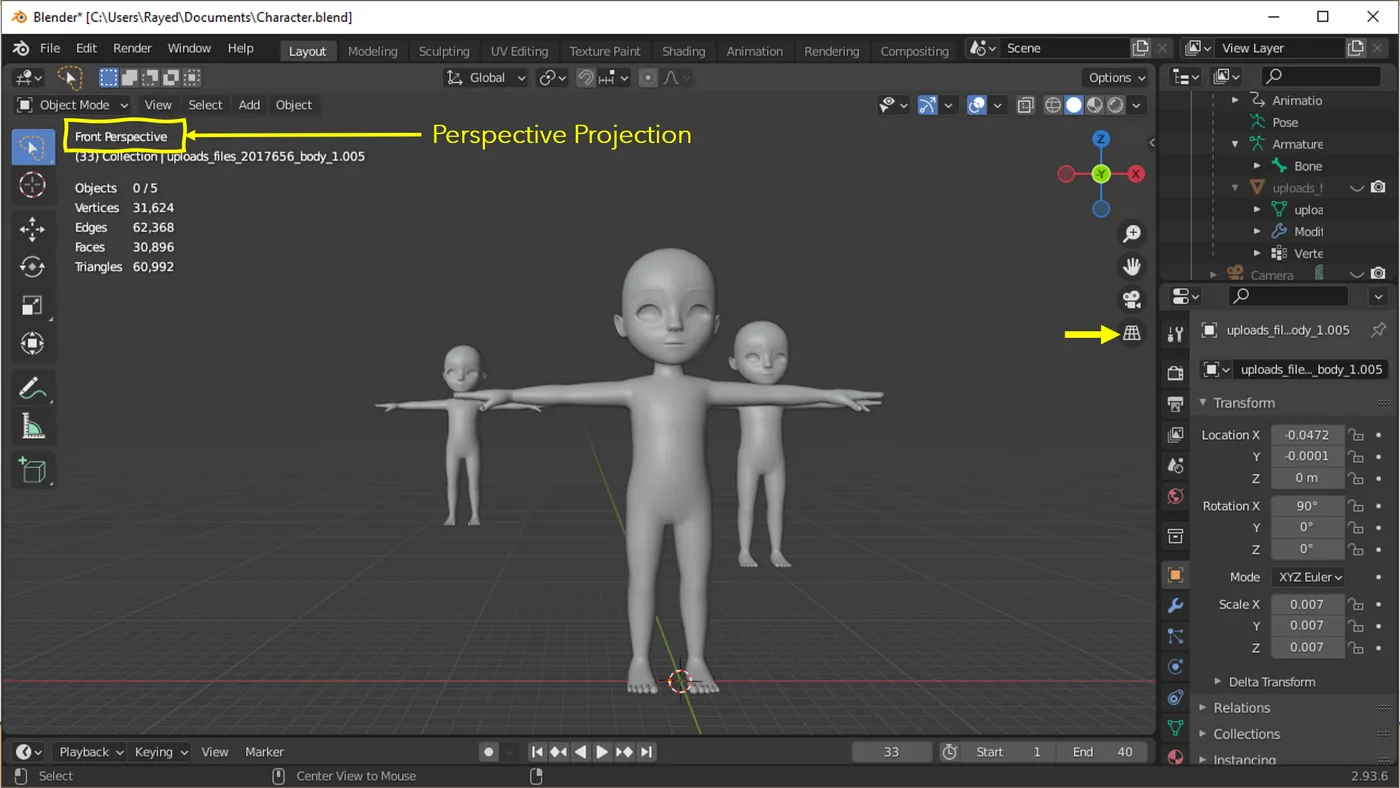 Blender* [C:\Users\Rayed\Documents\Character.blend]
File Edit Render Window Help Layout Modeling Sculpting UV Editing Texture Paint Shading Animation Rendering Compositing Scene View Layer
Global Options
Object Mode View Select Add Object
Front Perspective
Perspective Projection
(33) Collection | uploads_files_2017656_body_1.005
Objects 0 / 5
Vertices 31,624
Edges 62,368
Faces 30,896
Triangles 60,992
Z
-Y
X
Animatio
Pose
Armature
Bone
uploads_f
uploa
Modif
Verte
Camera
uploads_fil...ody_1.005
uploads_file..._body_1.005
Transform
Location X -0.0472
Y -0.0001
Z 0 m
Rotation X 90°
Y 0°
Z 0°
Mode XYZ Euler
Scale X 0.007
Y 0.007
Z 0.007
Delta Transform
Relations
Collections
Instancing
Playback Keying View Marker 33 Start 1 End 40
Select Center View to Mouse 2.93.6